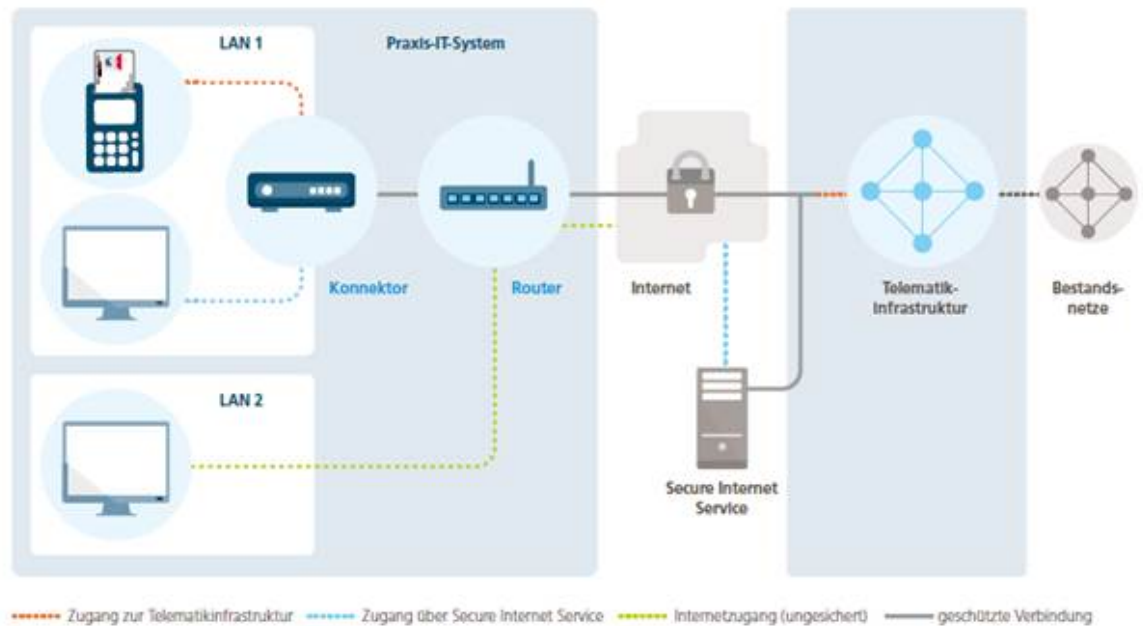 LAN 1
Praxis-IT-System
Konnektor
Router
Internet
Telematik-
infrastruktur
Bestands-
netze
LAN 2
Secure Internet
Service
Zugang zur Telematikinfrastruktur
Zugang über Secure Internet Service
Internetzugang (ungesichert)
geschützte Verbindung